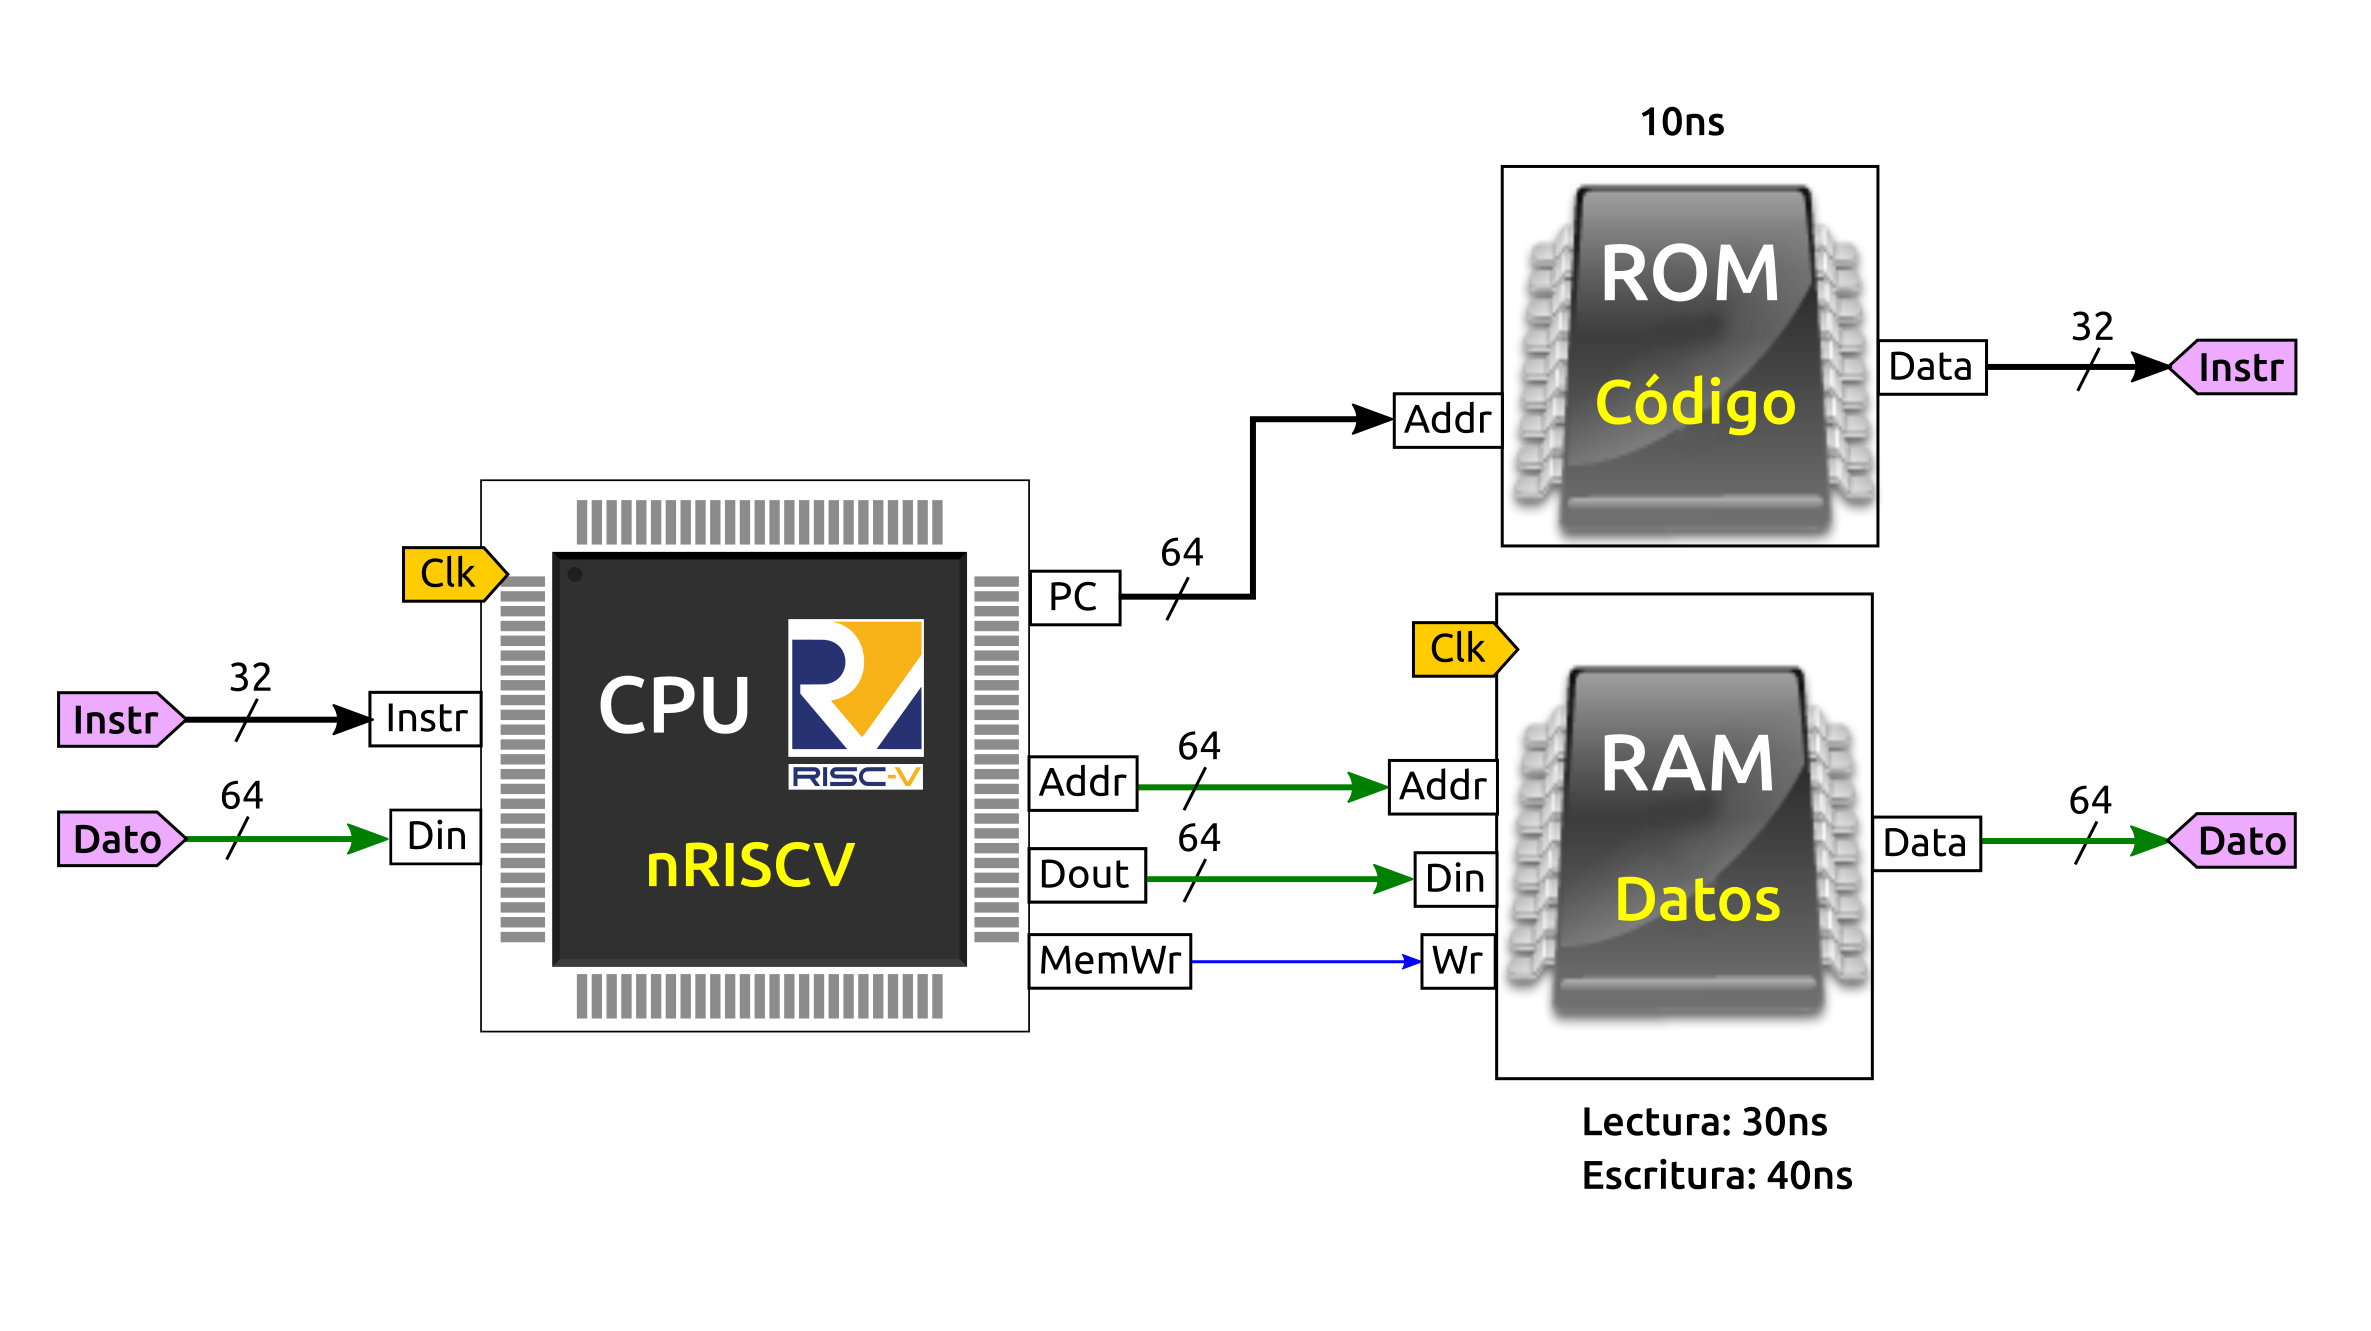 10ns
ROM
Código
Addr
Data
32
Instr
Clk
PC
64
Clk
Instr
32
Instr
Dato
64
Din
CPU
RISC-V
nRISCV
Addr
64
Addr
Dout
64
Din
MemWr
Wr
RAM
Datos
Data
64
Dato
Lectura: 30ns
Escritura: 40ns